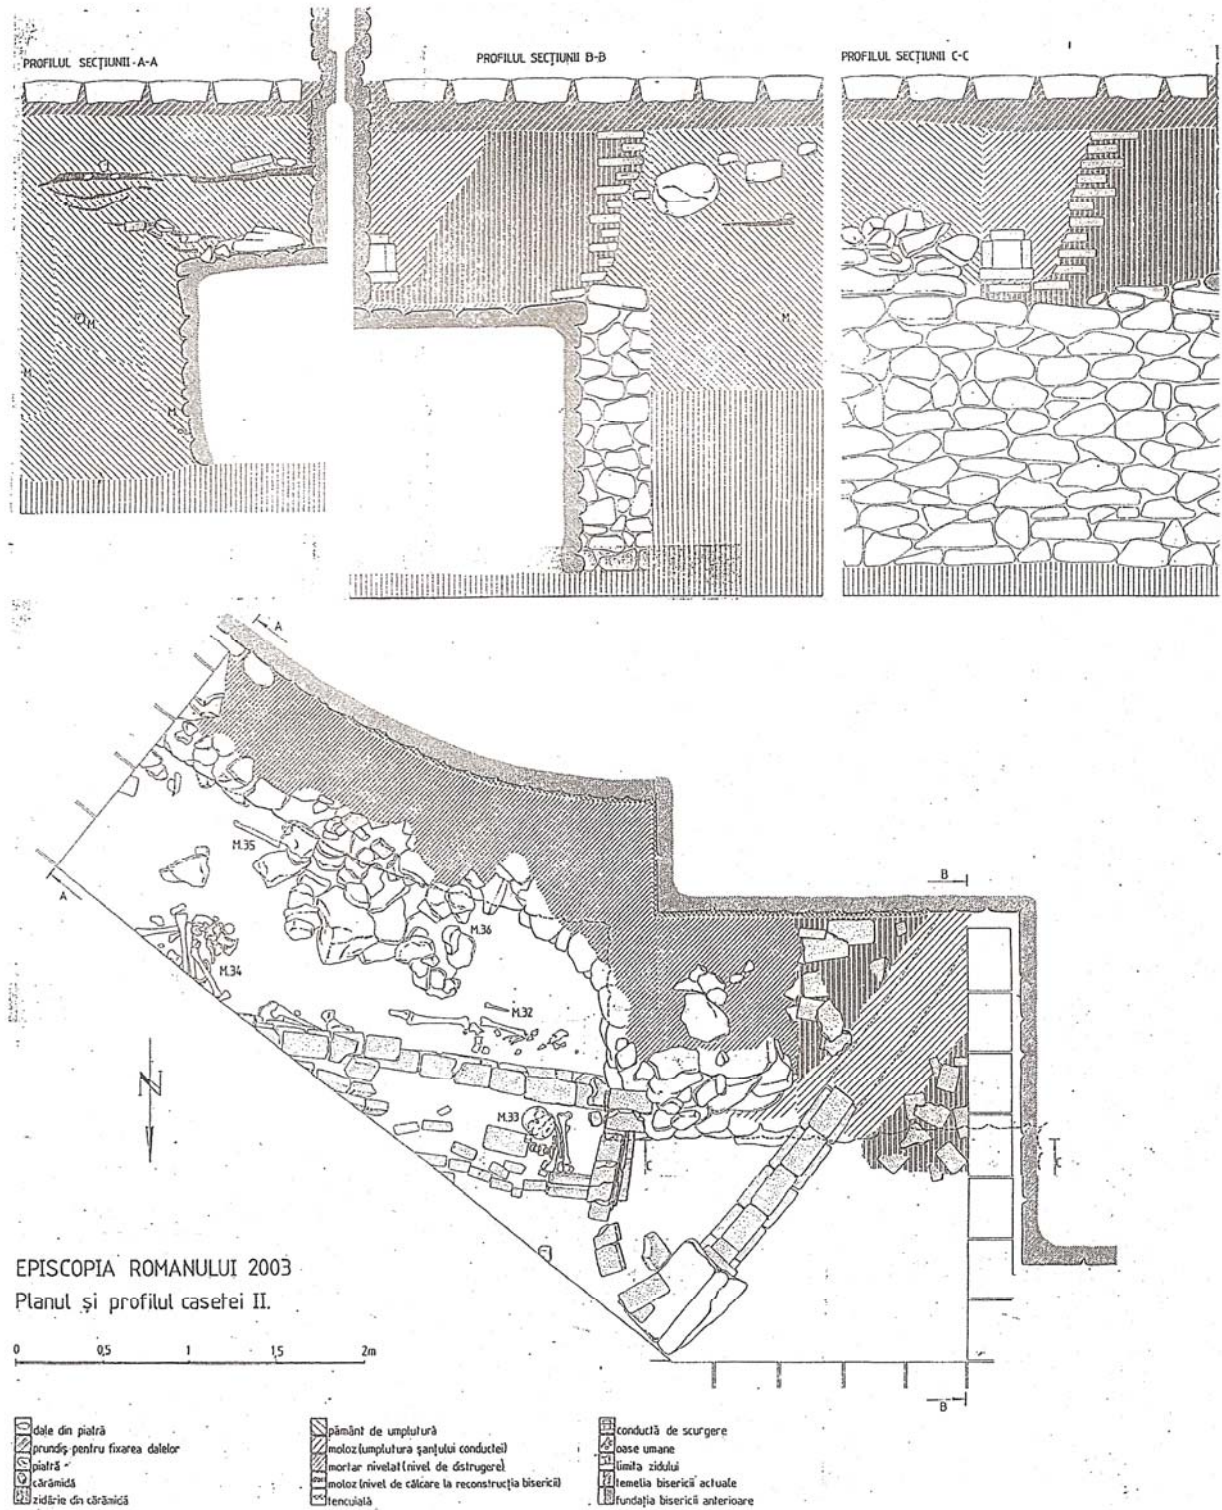 PROFILUL SECȚIUNII A-A
PROFILUL SECȚIUNII B-B
PROFILUL SECȚIUNII C-C
M
M
M
M
A
M.35
A
M.34
M.36
M.32
M.33
N
B
C
C
B
EPISCOPIA ROMANULUI 2003
Planul și profilul casetei II.
0 0,5 1 1,5 2m
dale din piatră
prundiș pentru fixarea dalelor
piatră
cărămidă
zidărie din cărămidă
pământ de umplutură
moloz (umplutura șanțului conductei)
mortar nivelat (nivel de distrugere)
moloz (nivel de călcare la reconstrucția bisericii)
tencuială
conductă de scurgere
oase umane
limita zidului
temelia bisericii actuale
fundația bisericii anterioare